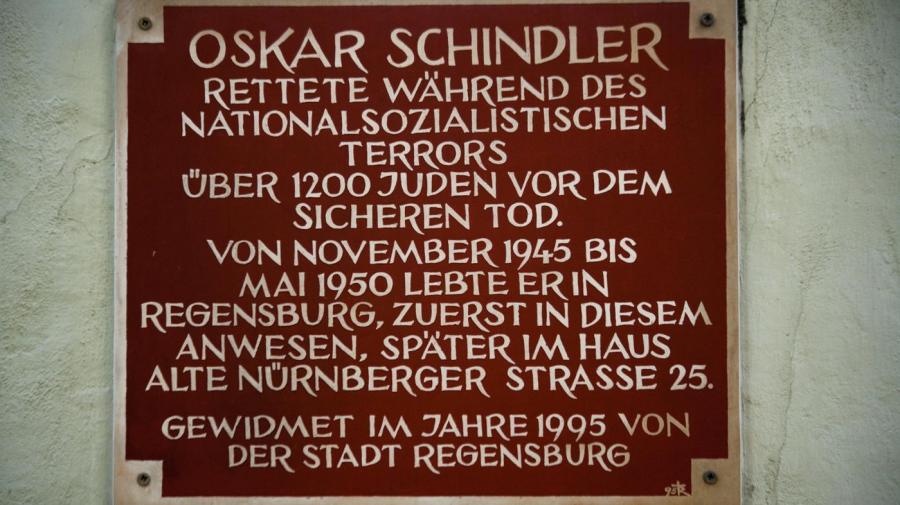 OSKAR SCHINDLER
RETTETE WÄHREND DES
NATIONALSOZIALISTISCHEN
TERRORS
ÜBER 1200 JUDEN VOR DEM
SICHEREN TOD.
VON NOVEMBER 1945 BIS
MAI 1950 LEBTE ER IN
REGENSBURG, ZUERST IN DIESEM
ANWESEN, SPÄTER IM HAUS
ALTE NÜRNBERGER STRASSE 25.
GEWIDMET IM JAHRE 1995 VON
DER STADT REGENSBURG